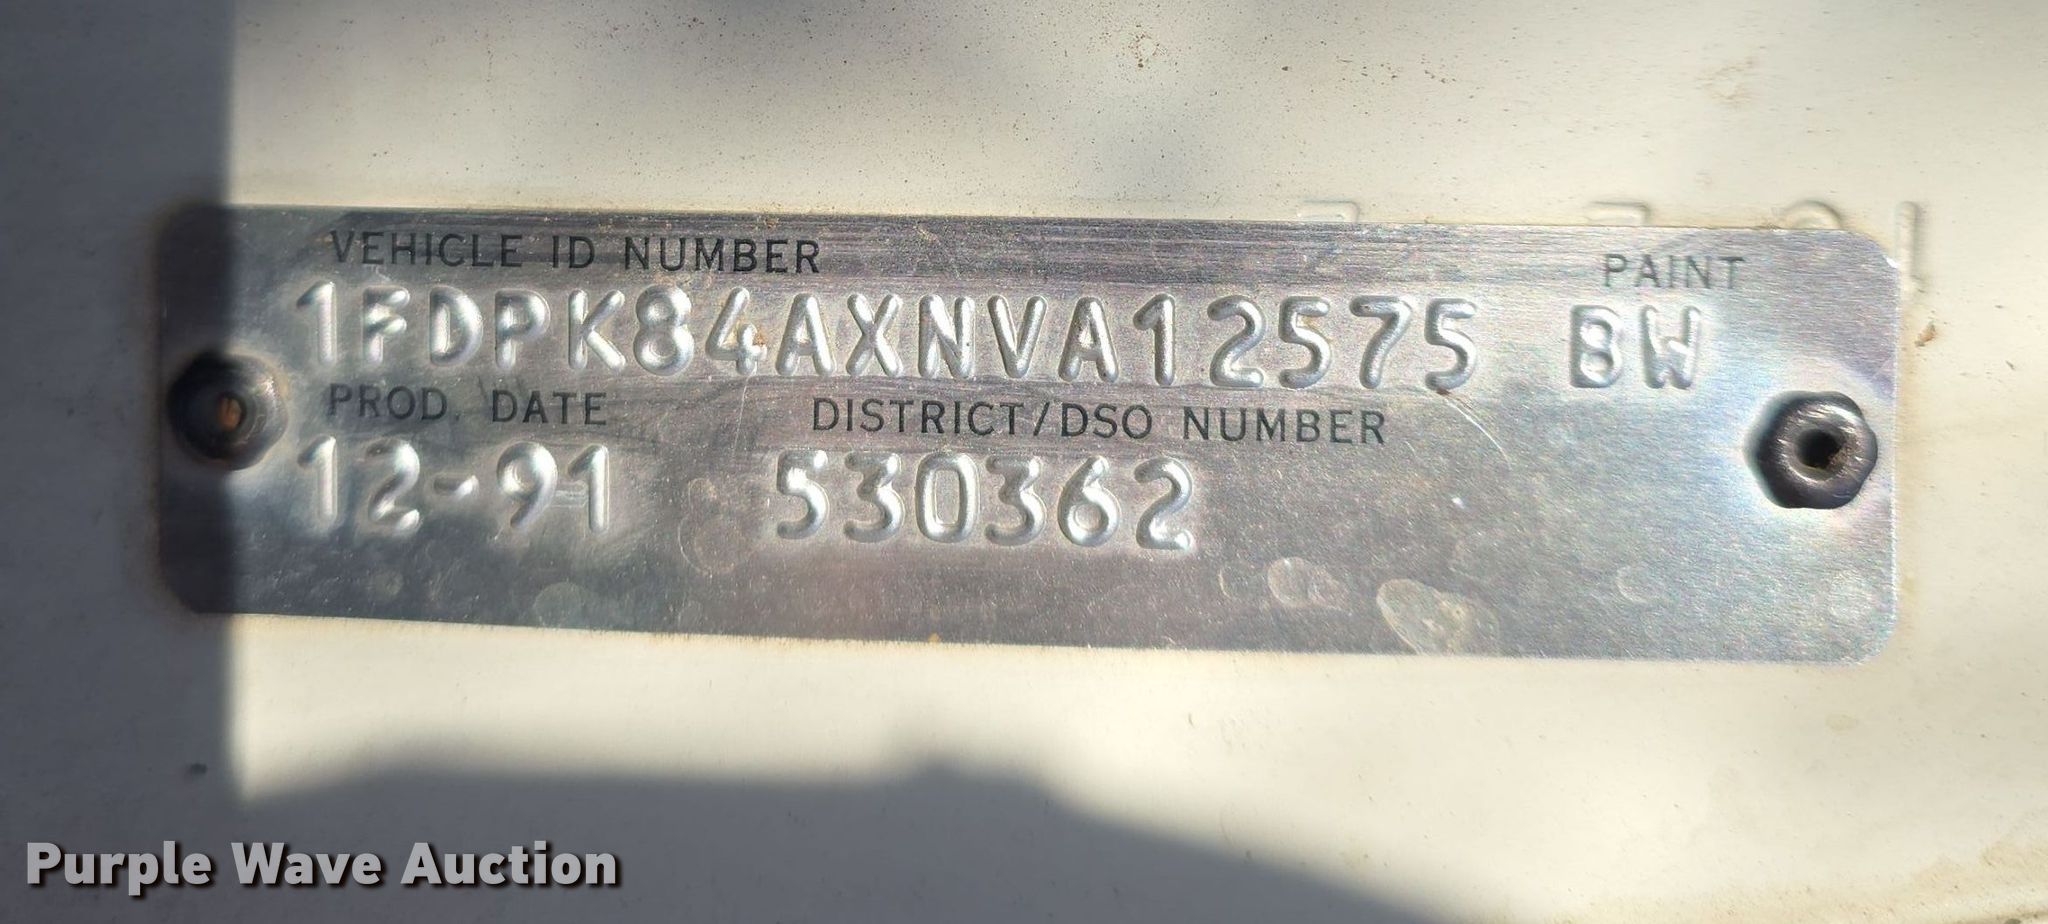 VEHICLE ID NUMBER PAINT
1FDPK84AXNVA12575 BW
PROD. DATE DISTRICT/DSO NUMBER
12-91 530362
Purple Wave Auction